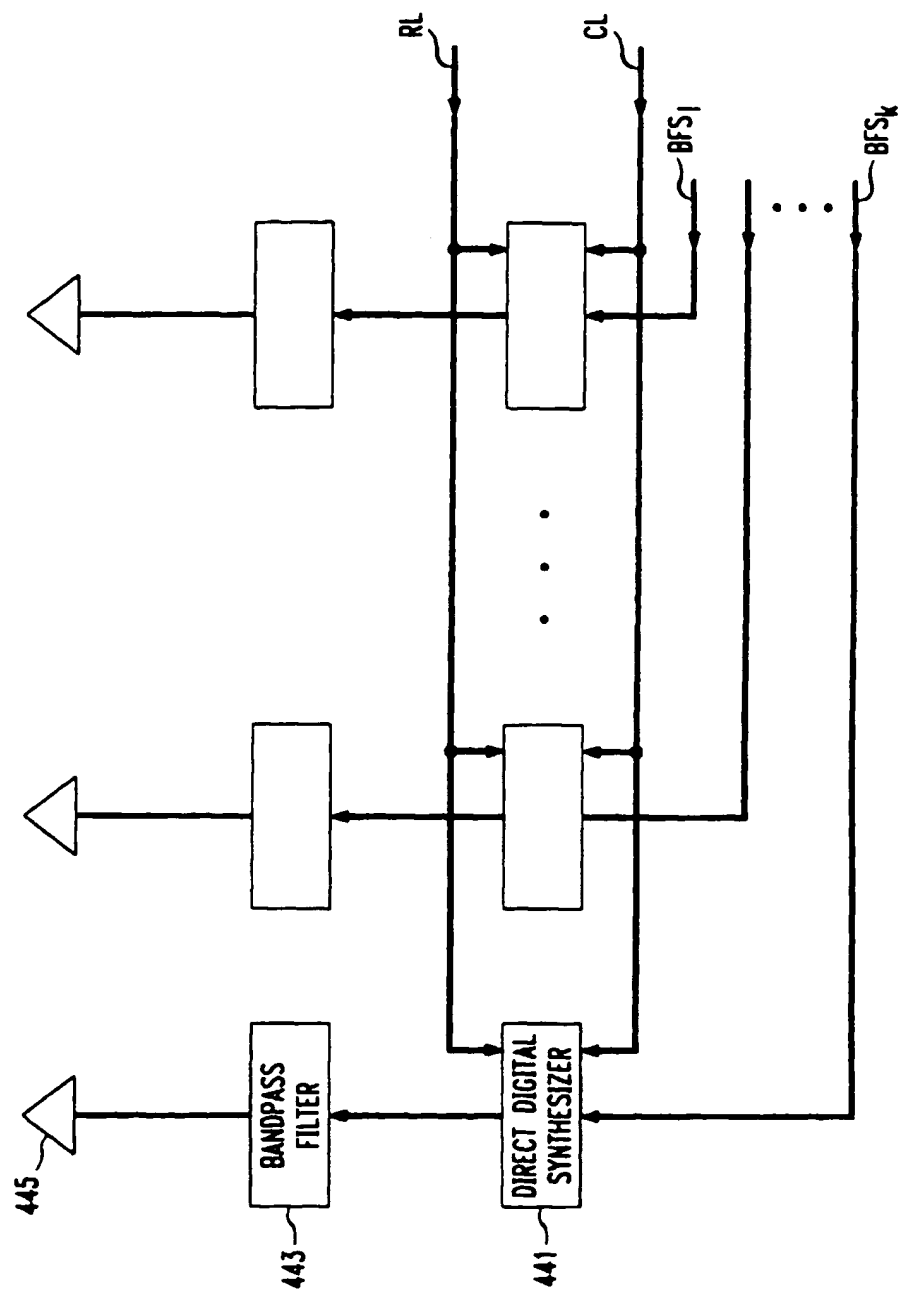 RL
CL
BFS1
BFSk
445
BANDPASS
FILTER
443
DIRECT DIGITAL
SYNTHESIZER
441